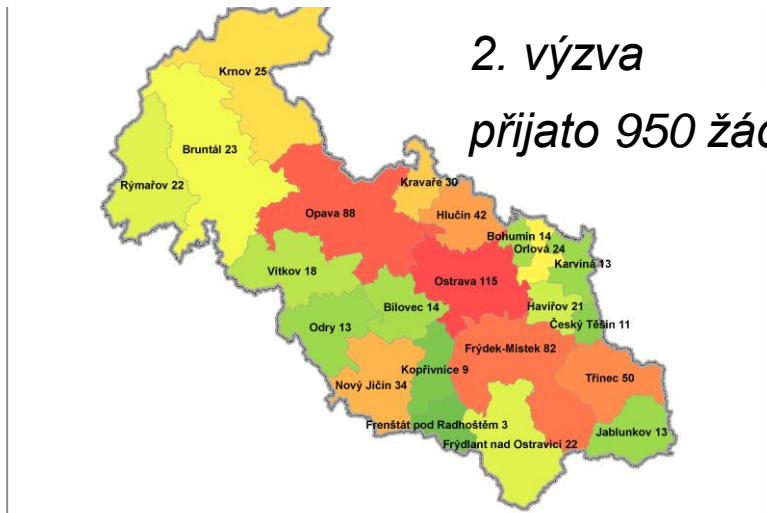 2. výzva
přijato 950
Krnov 25
Bruntál 23
Rýmařov 22
Kravaře 30
Opava 88
Hlučín 42
Bohumín 14
Orlová 24
Karviná 13
Vítkov 18
Ostrava 115
Bílovec 14
Havířov 21
Odry 13
Český Těšín 11
Frýdek-Místek 82
Kopřivnice 9
Třinec 50
Nový Jičín 34
Frenštát pod Radhoštěm 3
Jablunkov 13
Frýdlant nad Ostravicí 22